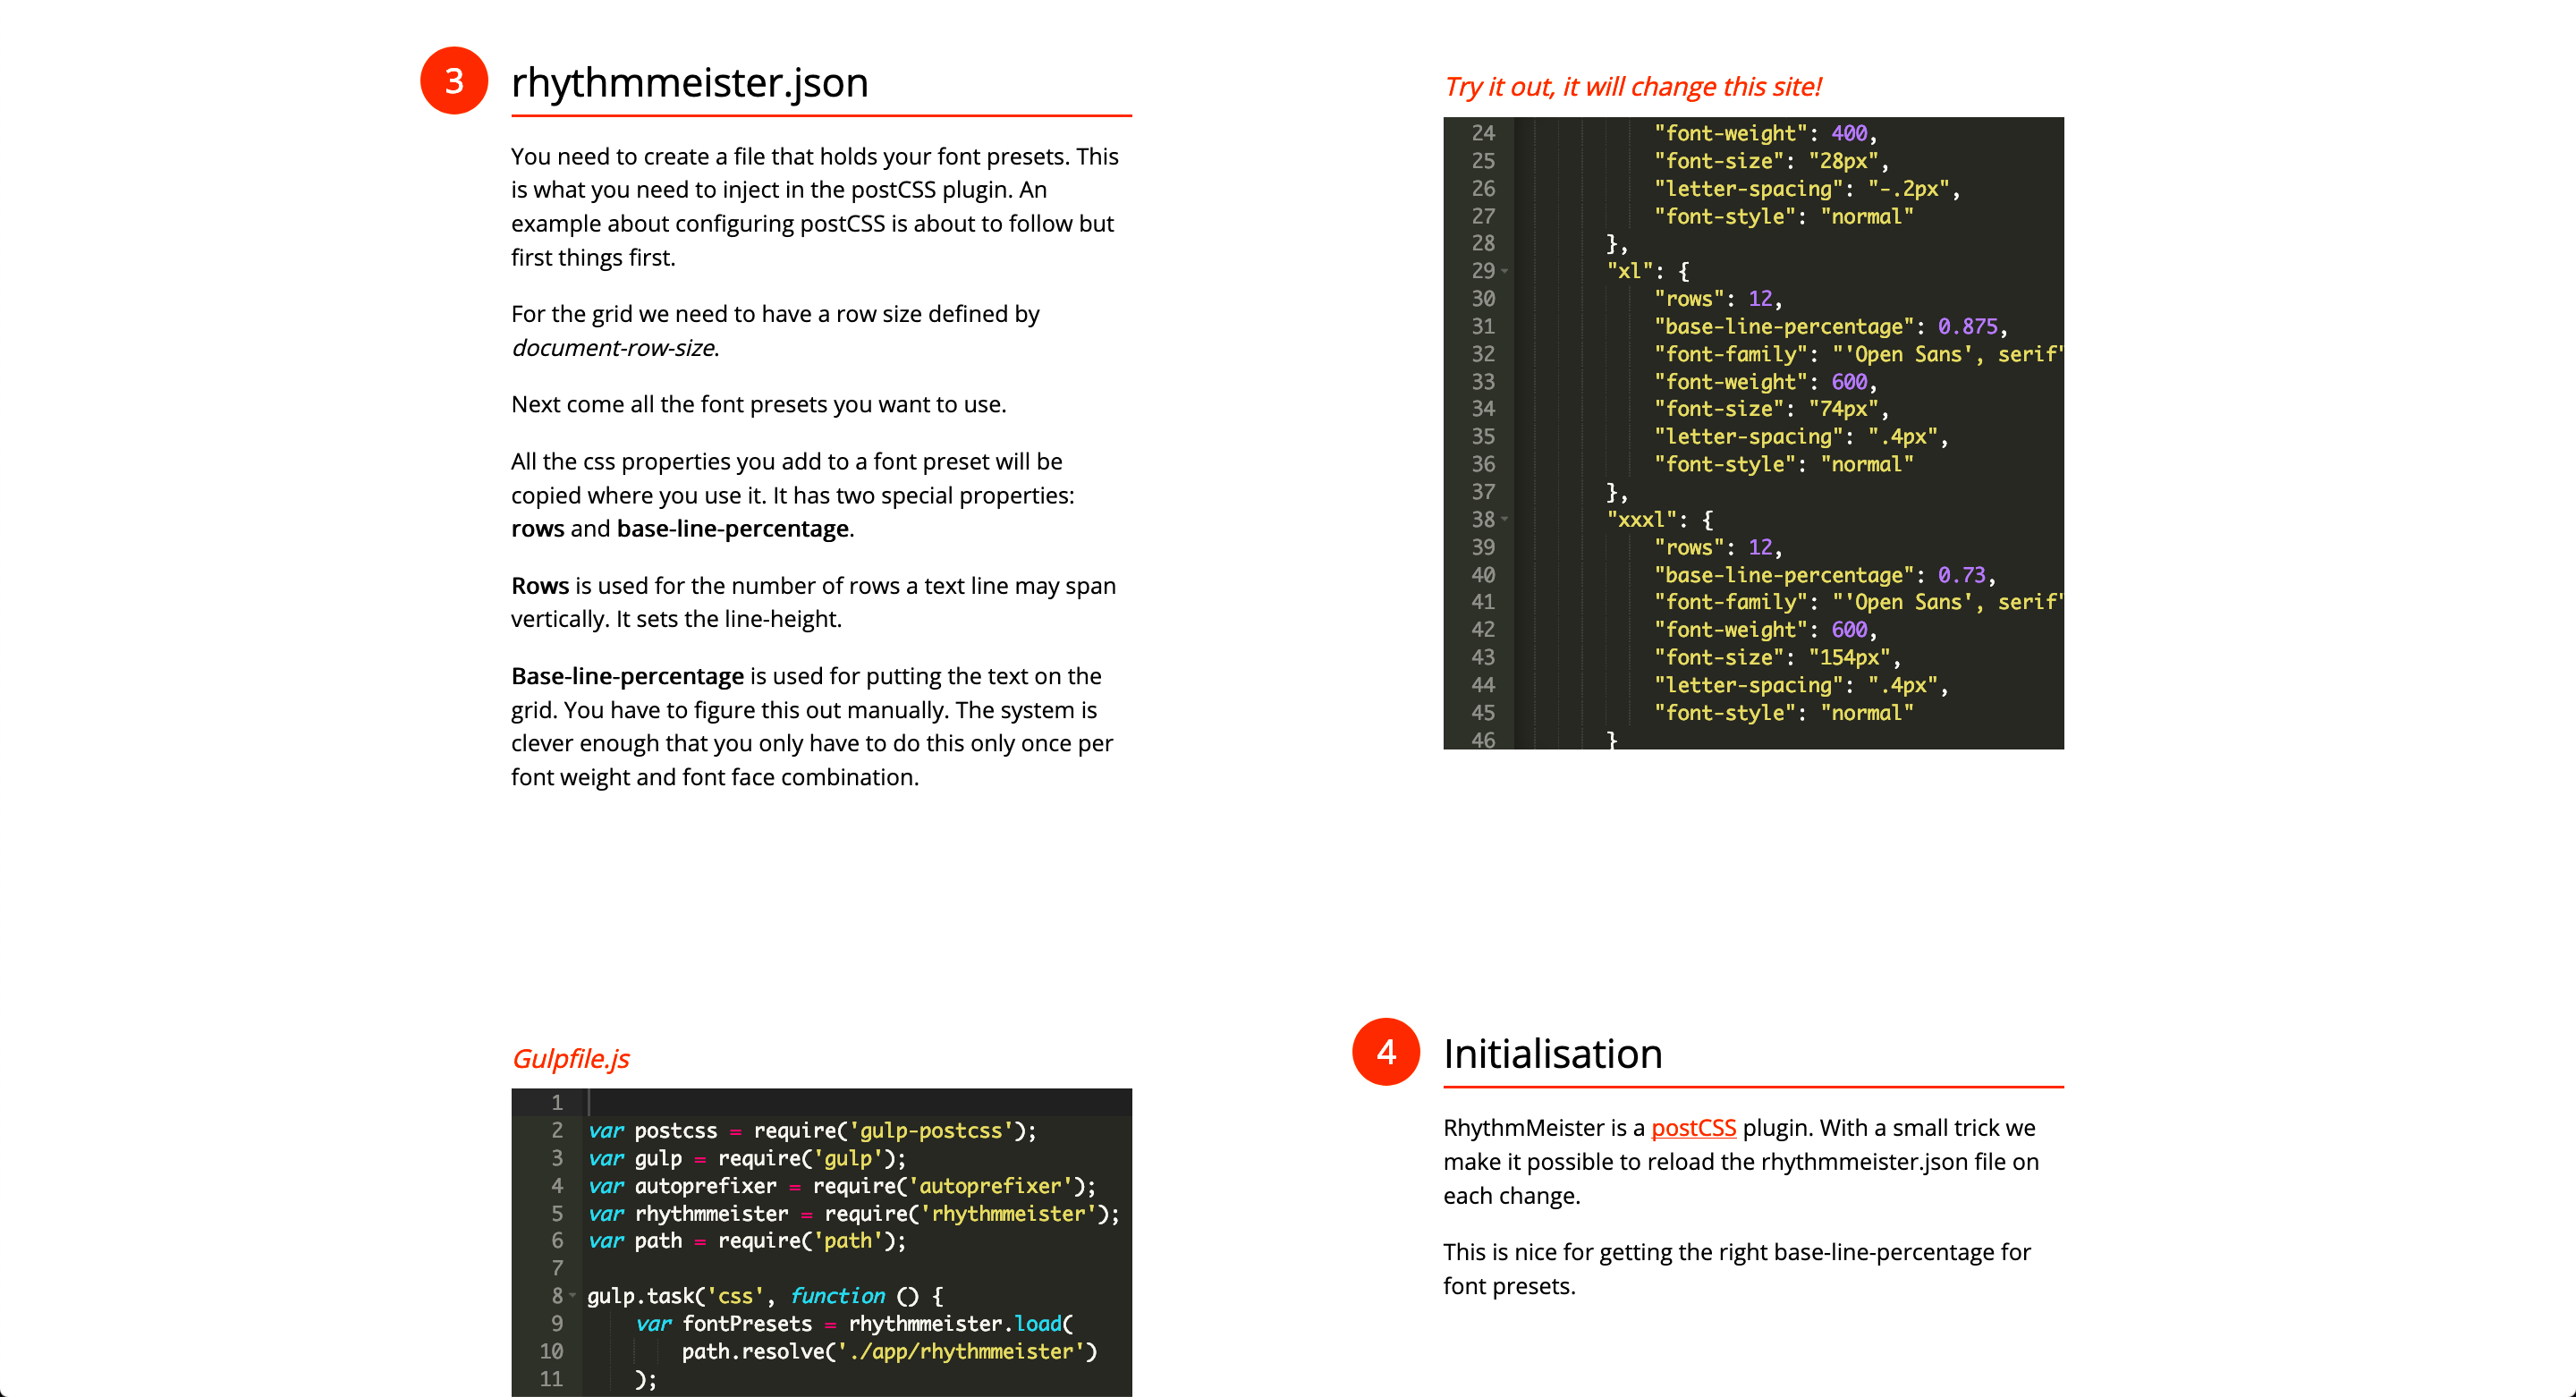 3
rhythmmeister.json
You need to create a file that holds your font presets. This
is what you need to inject in the postCSS plugin. An
example about configuring postCSS is about to follow but
first things first.
For the grid we need to have a row size defined by
document-row-size.
Next come all the font presets you want to use.
All the css properties you add to a font preset will be
copied where you use it. It has two special properties:
rows and base-line-percentage.
Rows is used for the number of rows a text line may span
vertically. It sets the line-height.
Base-line-percentage is used for putting the text on the
grid. You have to figure this out manually. The system is
clever enough that you only have to do this only once per
font weight and font face combination.
Try it out, it will change this site!
24 "font-weight": 400,
25 "font-size": "28px",
26 "letter-spacing": "-.2px",
27 "font-style": "normal"
28 },
29 "xl": {
30 "rows": 12,
31 "base-line-percentage": 0.875,
32 "font-family": "'Open Sans', serif"
33 "font-weight": 600,
34 "font-size": "74px",
35 "letter-spacing": ".4px",
36 "font-style": "normal"
37 },
38 "xxxl": {
39 "rows": 12,
40 "base-line-percentage": 0.73,
41 "font-family": "'Open Sans', serif"
42 "font-weight": 600,
43 "font-size": "154px",
44 "letter-spacing": ".4px",
45 "font-style": "normal"
46 }
Gulpfile.js
1
2 var postcss = require('gulp-postcss');
3 var gulp = require('gulp');
4 var autoprefixer = require('autoprefixer');
5 var rhythmmeister = require('rhythmmeister');
6 var path = require('path');
7
8 gulp.task('css', function () {
9 var fontPresets = rhythmmeister.load(
10 path.resolve('./app/rhythmmeister')
11 );
4
Initialisation
RhythmMeister is a postCSS plugin. With a small trick we
make it possible to reload the rhythmmeister.json file on
each change.
This is nice for getting the right base-line-percentage for
font presets.